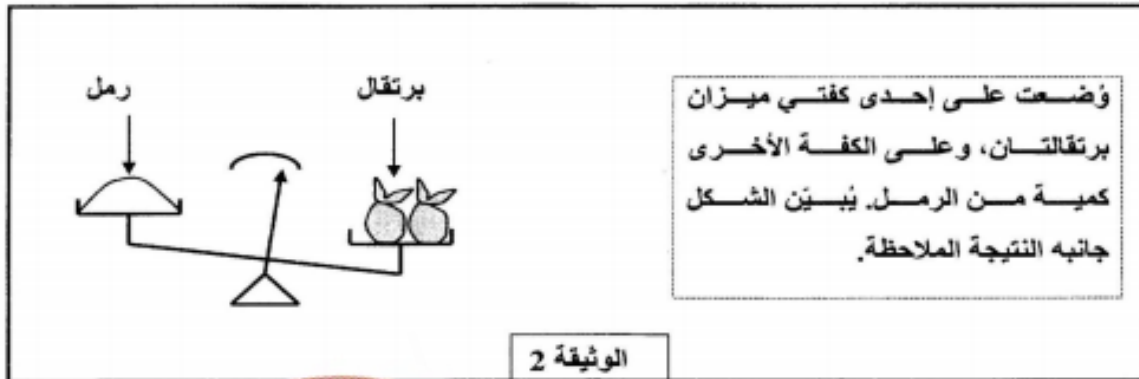 رمل
برتقال
وُضعت على إحدى كفتي ميزان
برتقالتان، وعلى الكفة الأخرى
كمية من الرمل. يُبيّن الشكل
جانبه النتيجة الملاحظة.
الوثيقة 2